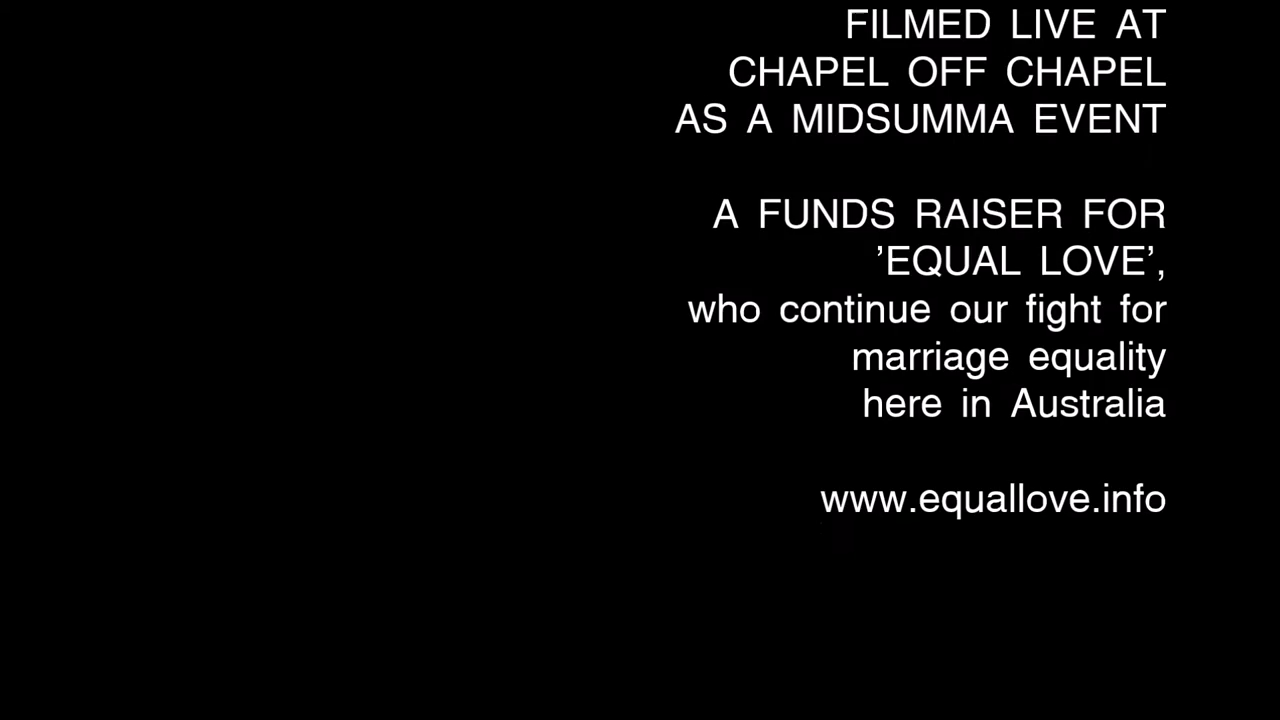 FILMED LIVE AT
CHAPEL OFF CHAPEL
AS A MIDSUMMA EVENT
A FUNDS RAISER FOR
’EQUAL LOVE’,
who continue our fight for
marriage equality
here in Australia
www.equallove.info